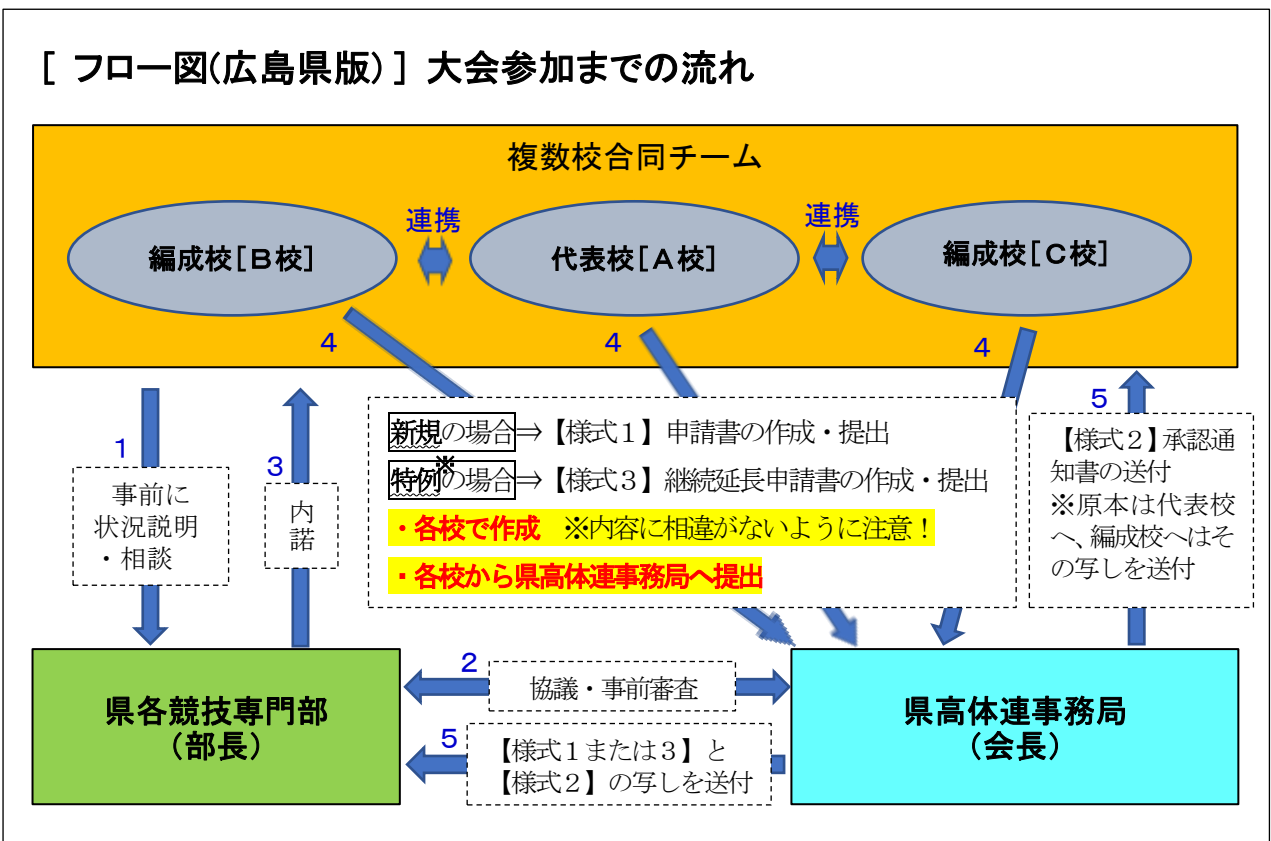 [ フロー図(広島県版) ] 大会参加までの流れ
複数校合同チーム
編成校[B校]
連携
代表校[A校]
連携
編成校[C校]
4
4
4
1
事前に
状況説明
・相談
3
内
諾
新規の場合⇒【様式1】申請書の作成・提出
特例※の場合⇒【様式3】継続延長申請書の作成・提出
・各校で作成 ※内容に相違がないように注意！
・各校から県高体連事務局へ提出
5
【様式2】承認通
知書の送付
※原本は代表校
へ、編成校へはそ
の写しを送付
県各競技専門部
(部長)
2
協議・事前審査
5
【様式1または3】と
【様式2】の写しを送付
県高体連事務局
(会長)